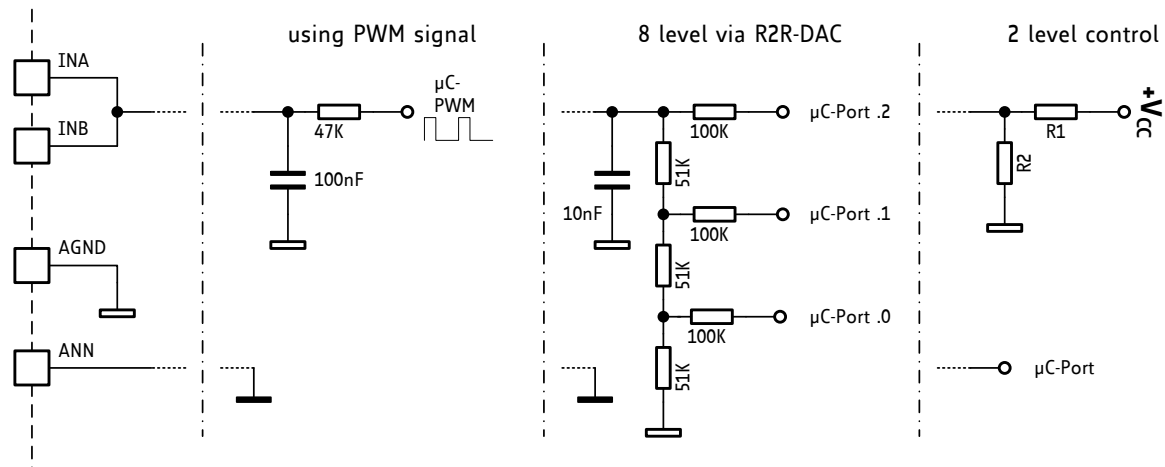 using PWM signal
8 level via R2R-DAC
2 level control
INA
INB
AGND
ANN
µC-
PWM
47K
100nF
100K
µC-Port .2
51K
10nF
100K
µC-Port .1
51K
100K
µC-Port .0
51K
+VCC
R1
R2
µC-Port